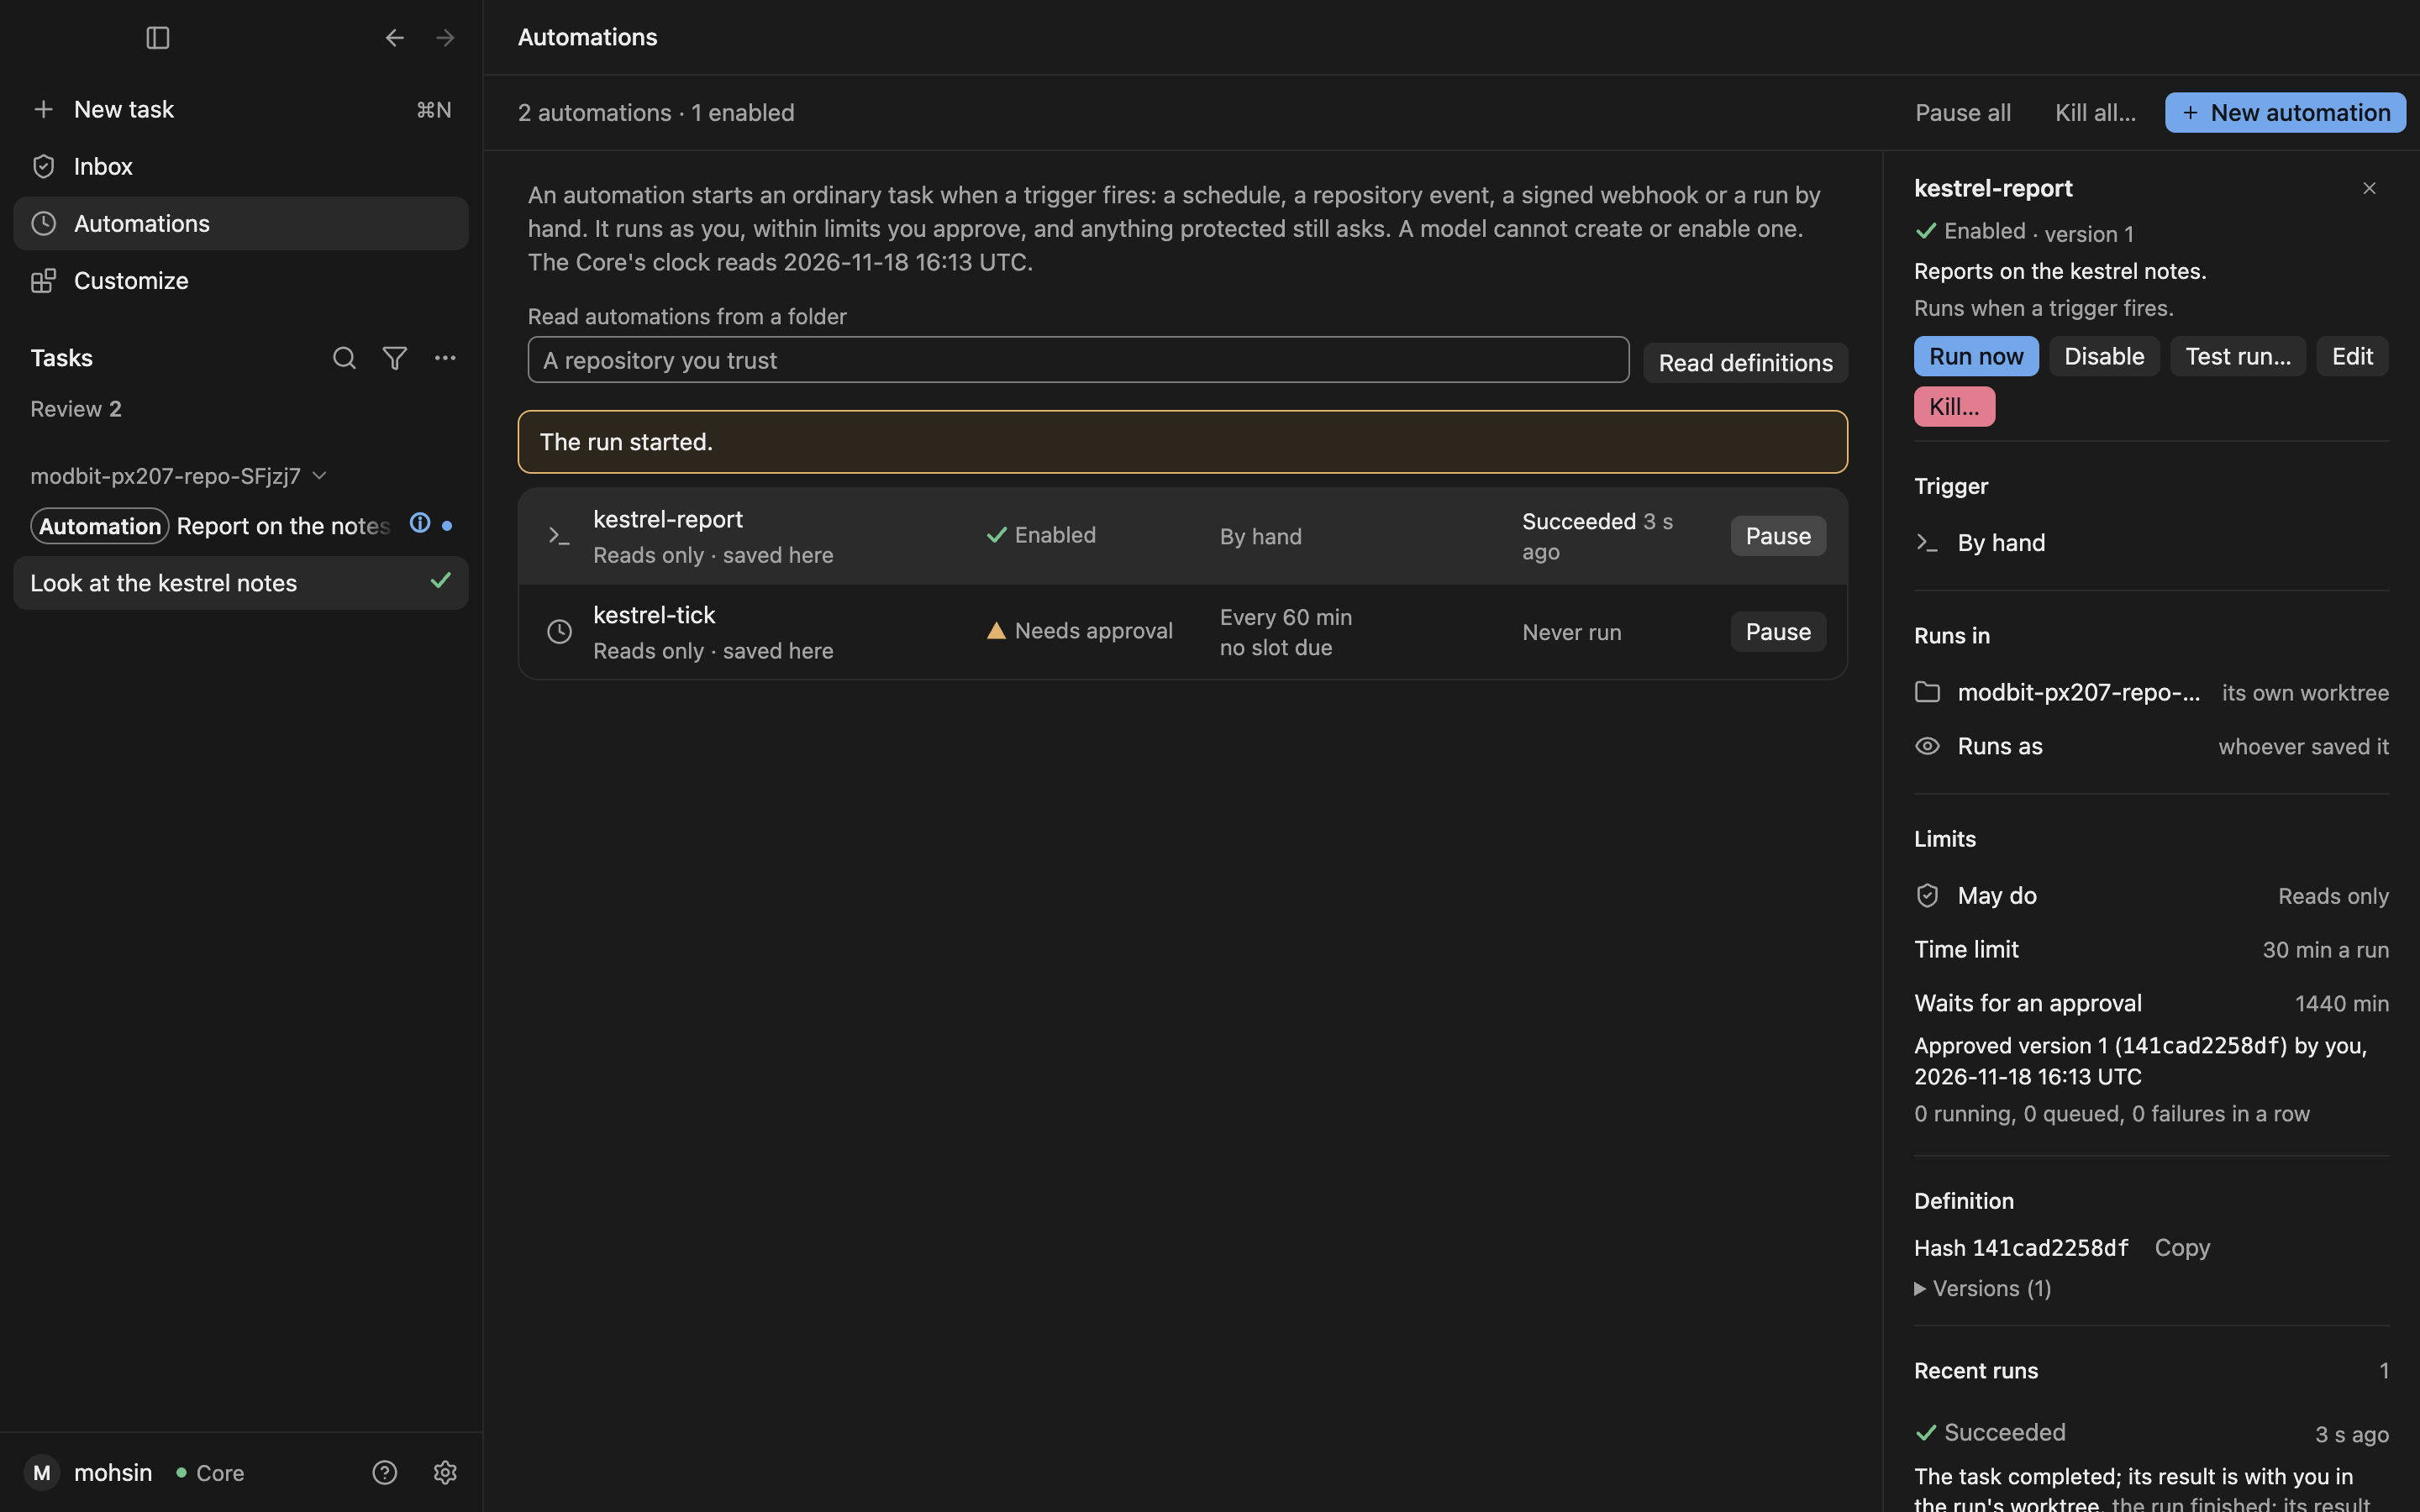 Automations
New task ⌘N
Inbox
Automations
Customize
Tasks
Review 2
modbit-px207-repo-SFjzj7
Automation Report on the notes
Look at the kestrel notes
M mohsin Core
2 automations · 1 enabled
Pause all Kill all... + New automation
An automation starts an ordinary task when a trigger fires: a schedule, a repository event, a signed webhook or a run by
hand. It runs as you, within limits you approve, and anything protected still asks. A model cannot create or enable one.
The Core's clock reads 2026-11-18 16:13 UTC.
Read automations from a folder
A repository you trust
Read definitions
The run started.
kestrel-report
Reads only · saved here
Enabled
By hand
Succeeded 3 s
ago
Pause
kestrel-tick
Reads only · saved here
Needs approval
Every 60 min
no slot due
Never run
Pause
kestrel-report
Enabled · version 1
Reports on the kestrel notes.
Runs when a trigger fires.
Run now Disable Test run... Edit
Kill...
Trigger
By hand
Runs in
modbit-px207-repo-... its own worktree
Runs as whoever saved it
Limits
May do Reads only
Time limit 30 min a run
Waits for an approval 1440 min
Approved version 1 (141cad2258df) by you,
2026-11-18 16:13 UTC
0 running, 0 queued, 0 failures in a row
Definition
Hash 141cad2258df Copy
Versions (1)
Recent runs 1
Succeeded 3 s ago
The task completed; its result is with you in
the run's worktree. the run finished; its result